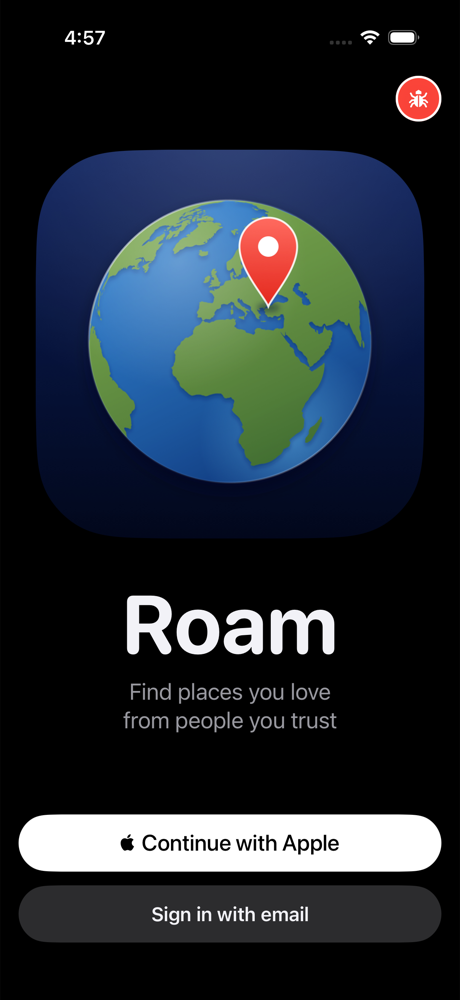 4:57
Roam
Find places you love
from people you trust
Continue with Apple
Sign in with email